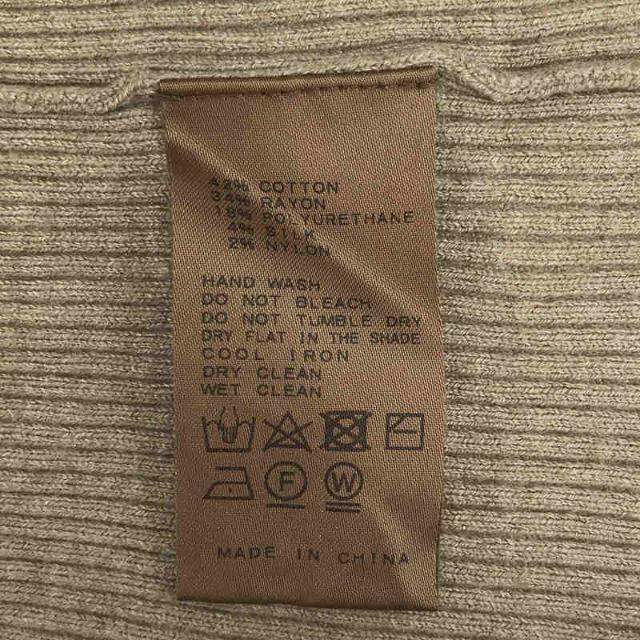 42% COTTON
34% RAYON
18% POLYURETHANE
4% SILK
2% NYLON
HAND WASH
DO NOT BLEACH
DO NOT TUMBLE DRY
DRY FLAT IN THE SHADE
COOL IRON
DRY CLEAN
WET CLEAN
F W
MADE IN CHINA